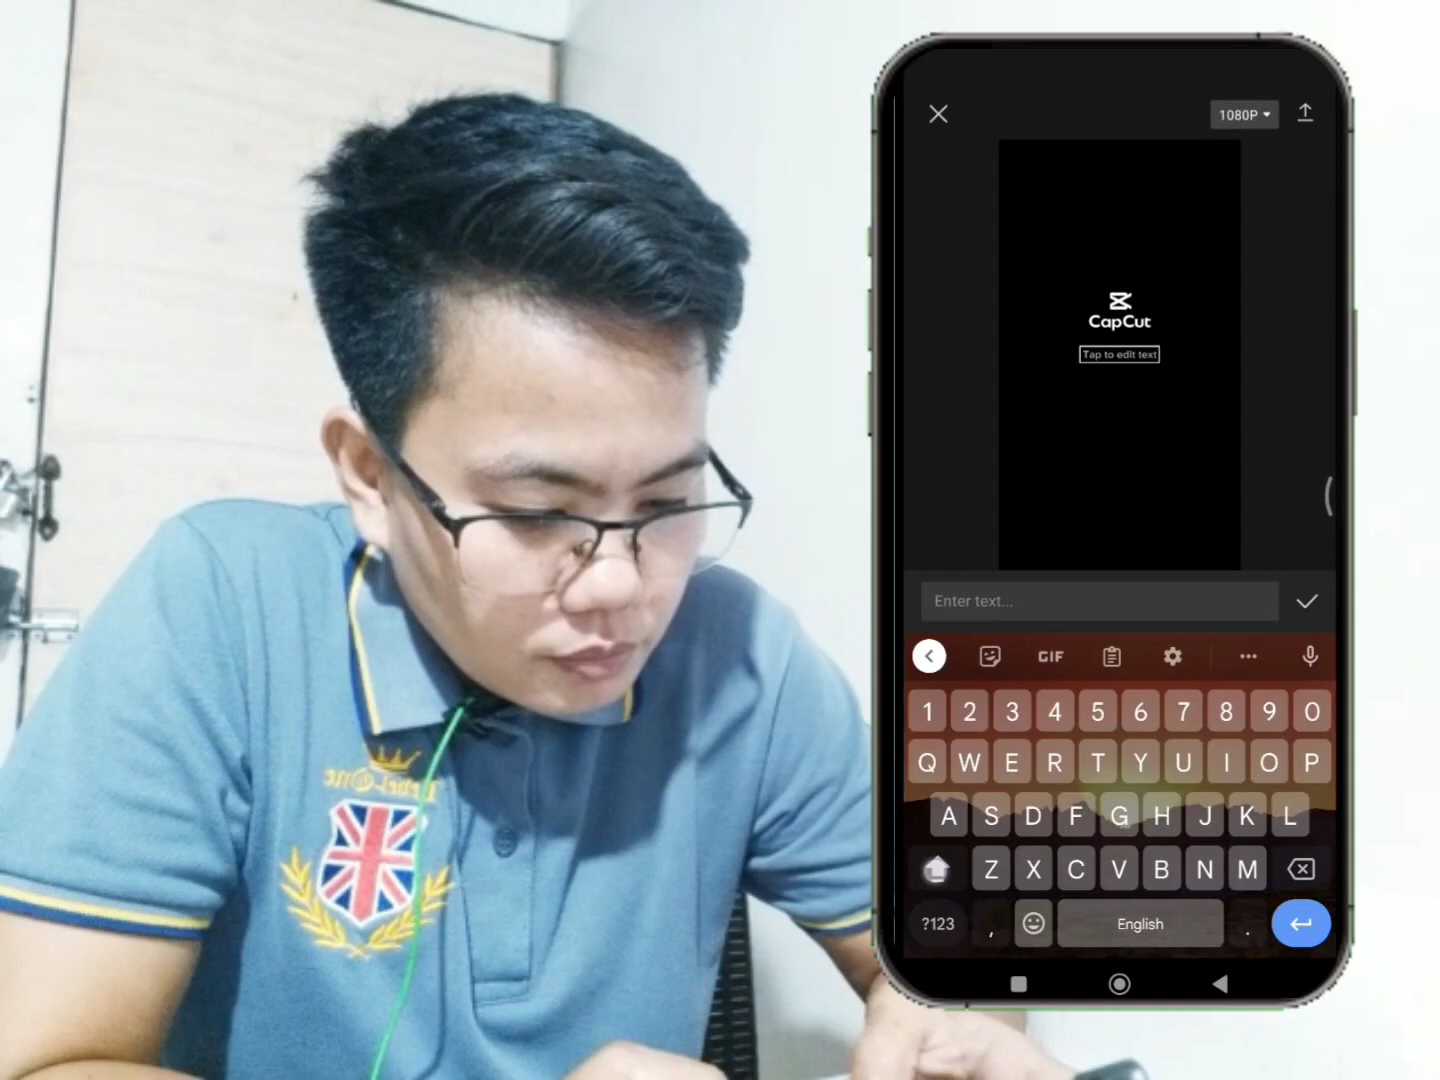 1080P
CapCut
Tap to edit text
Enter text...
GIF
1 2 3 4 5 6 7 8 9 0
Q W E R T Y U I O P
A S D F G H J K L
Z X C V B N M
?123 , English .